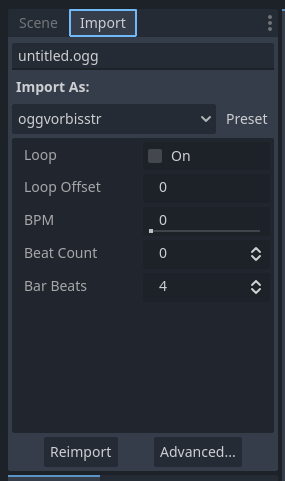 Scene Import
untitled.ogg
Import As:
oggvorbisstr Preset
Loop On
Loop Offset 0
BPM 0
Beat Count 0
Bar Beats 4
Reimport Advanced...